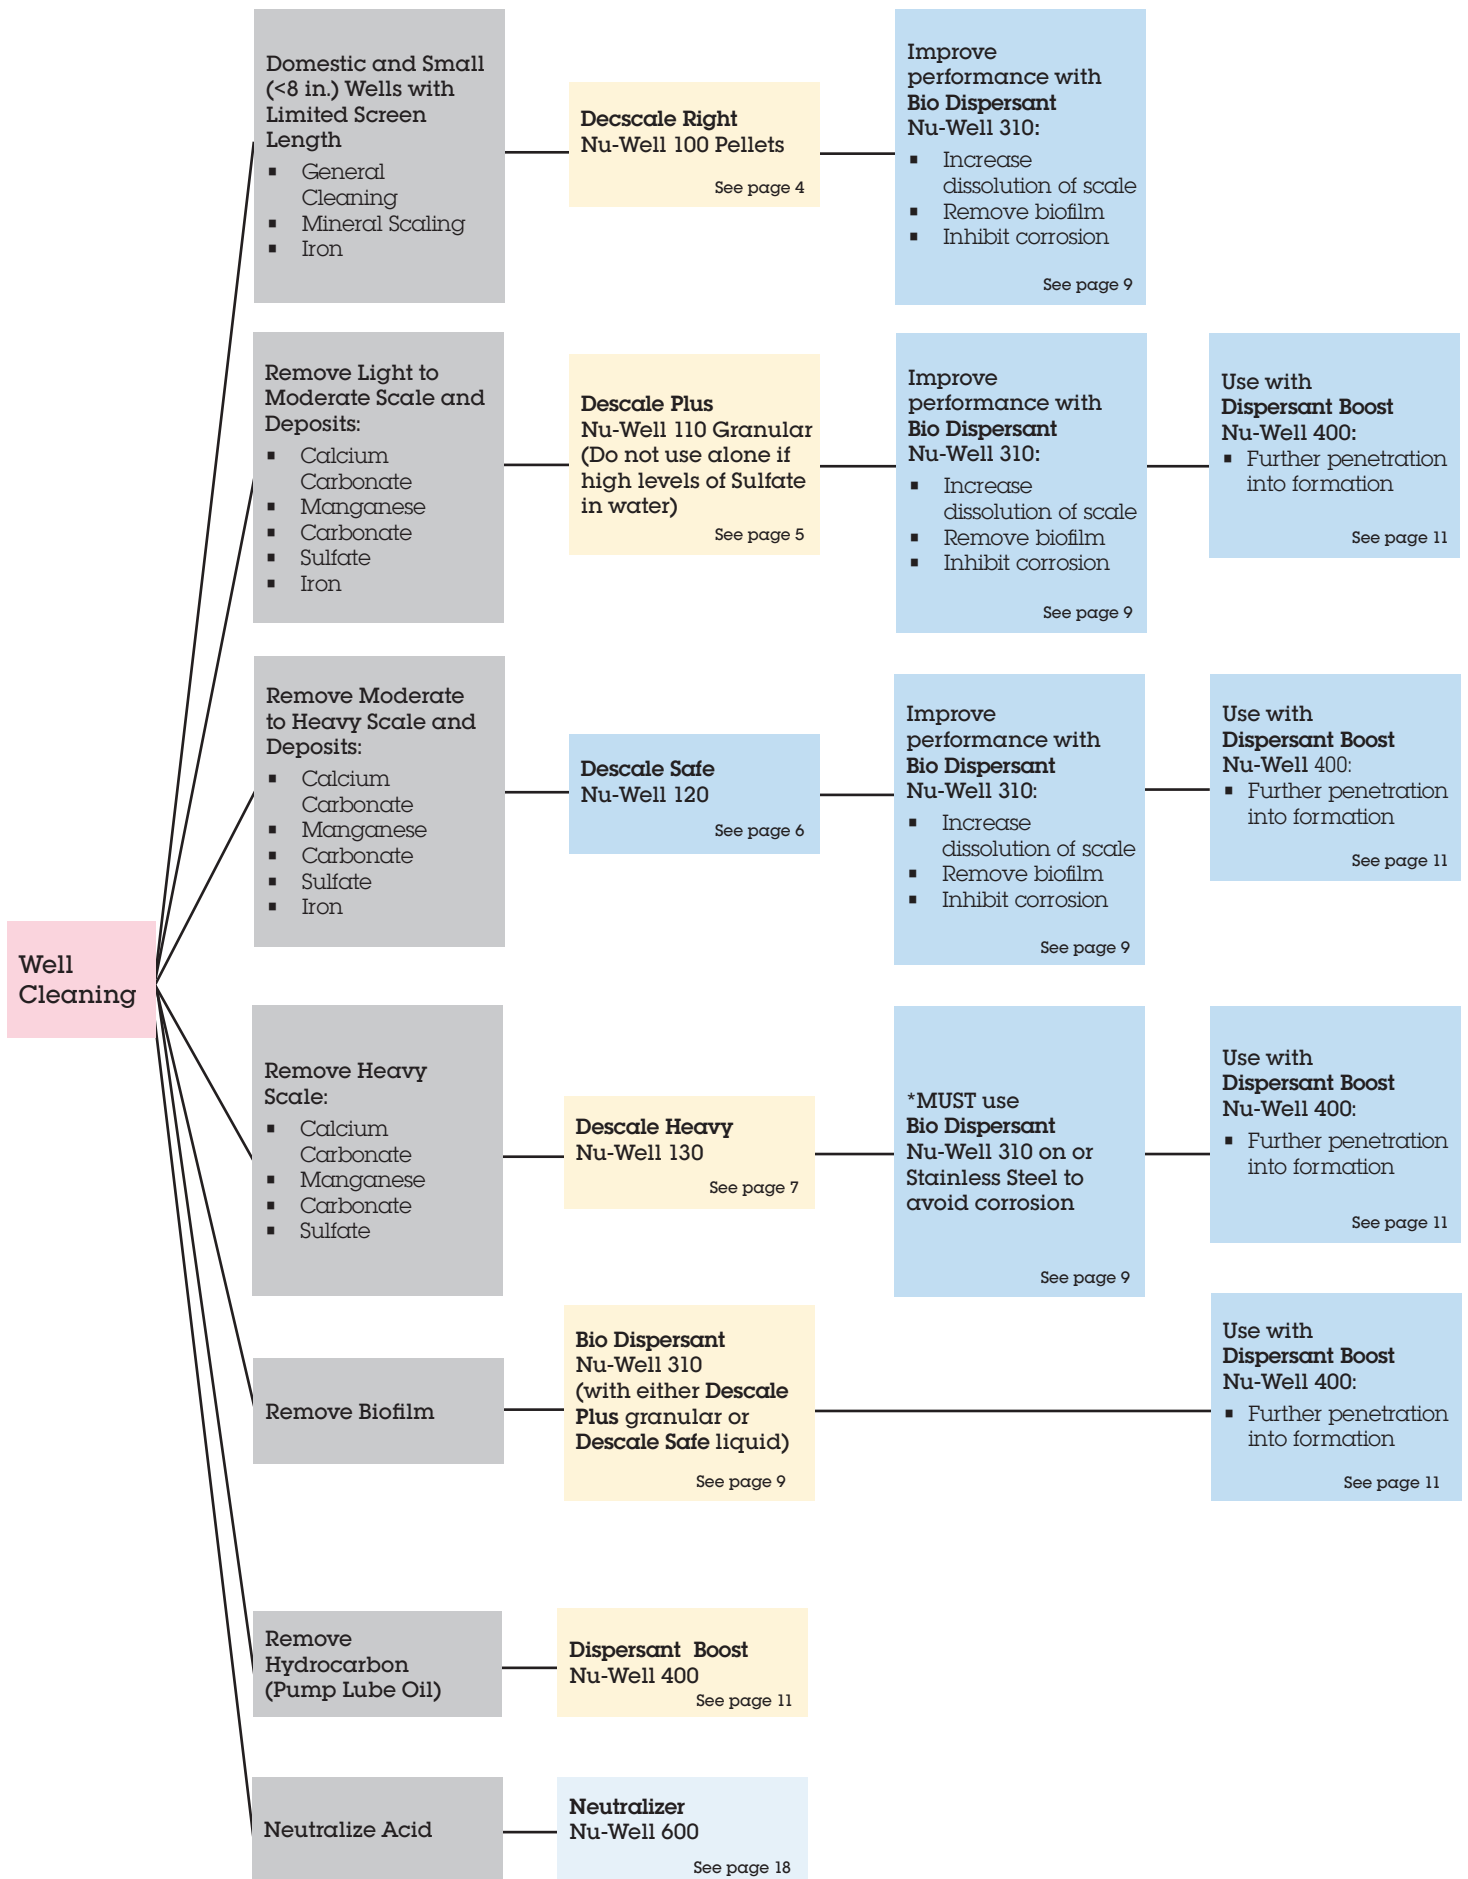 Domestic and Small
(<8 in.) Wells with
Limited Screen
Length
▪ General
Cleaning
▪ Mineral Scaling
▪ Iron
Decscale Right
Nu-Well 100 Pellets
See page 4
Improve
performance with
Bio Dispersant
Nu-Well 310:
▪ Increase
dissolution of scale
▪ Remove biofilm
▪ Inhibit corrosion
See page 9
Remove Light to
Moderate Scale and
Deposits:
▪ Calcium
Carbonate
▪ Manganese
▪ Carbonate
▪ Sulfate
▪ Iron
Descale Plus
Nu-Well 110 Granular
(Do not use alone if
high levels of Sulfate
in water)
See page 5
Improve
performance with
Bio Dispersant
Nu-Well 310:
▪ Increase
dissolution of scale
▪ Remove biofilm
▪ Inhibit corrosion
See page 9
Use with
Dispersant Boost
Nu-Well 400:
▪ Further penetration
into formation
See page 11
Remove Moderate
to Heavy Scale and
Deposits:
▪ Calcium
Carbonate
▪ Manganese
▪ Carbonate
▪ Sulfate
▪ Iron
Descale Safe
Nu-Well 120
See page 6
Improve
performance with
Bio Dispersant
Nu-Well 310:
▪ Increase
dissolution of scale
▪ Remove biofilm
▪ Inhibit corrosion
See page 9
Use with
Dispersant Boost
Nu-Well 400:
▪ Further penetration
into formation
See page 11
Well
Cleaning
Remove Heavy
Scale:
▪ Calcium
Carbonate
▪ Manganese
▪ Carbonate
▪ Sulfate
Descale Heavy
Nu-Well 130
See page 7
*MUST use
Bio Dispersant
Nu-Well 310 on or
Stainless Steel to
avoid corrosion
See page 9
Use with
Dispersant Boost
Nu-Well 400:
▪ Further penetration
into formation
See page 11
Remove Biofilm
Bio Dispersant
Nu-Well 310
(with either Descale
Plus granular or
Descale Safe liquid)
See page 9
Use with
Dispersant Boost
Nu-Well 400:
▪ Further penetration
into formation
See page 11
Remove
Hydrocarbon
(Pump Lube Oil)
Dispersant Boost
Nu-Well 400
See page 11
Neutralize Acid
Neutralizer
Nu-Well 600
See page 18